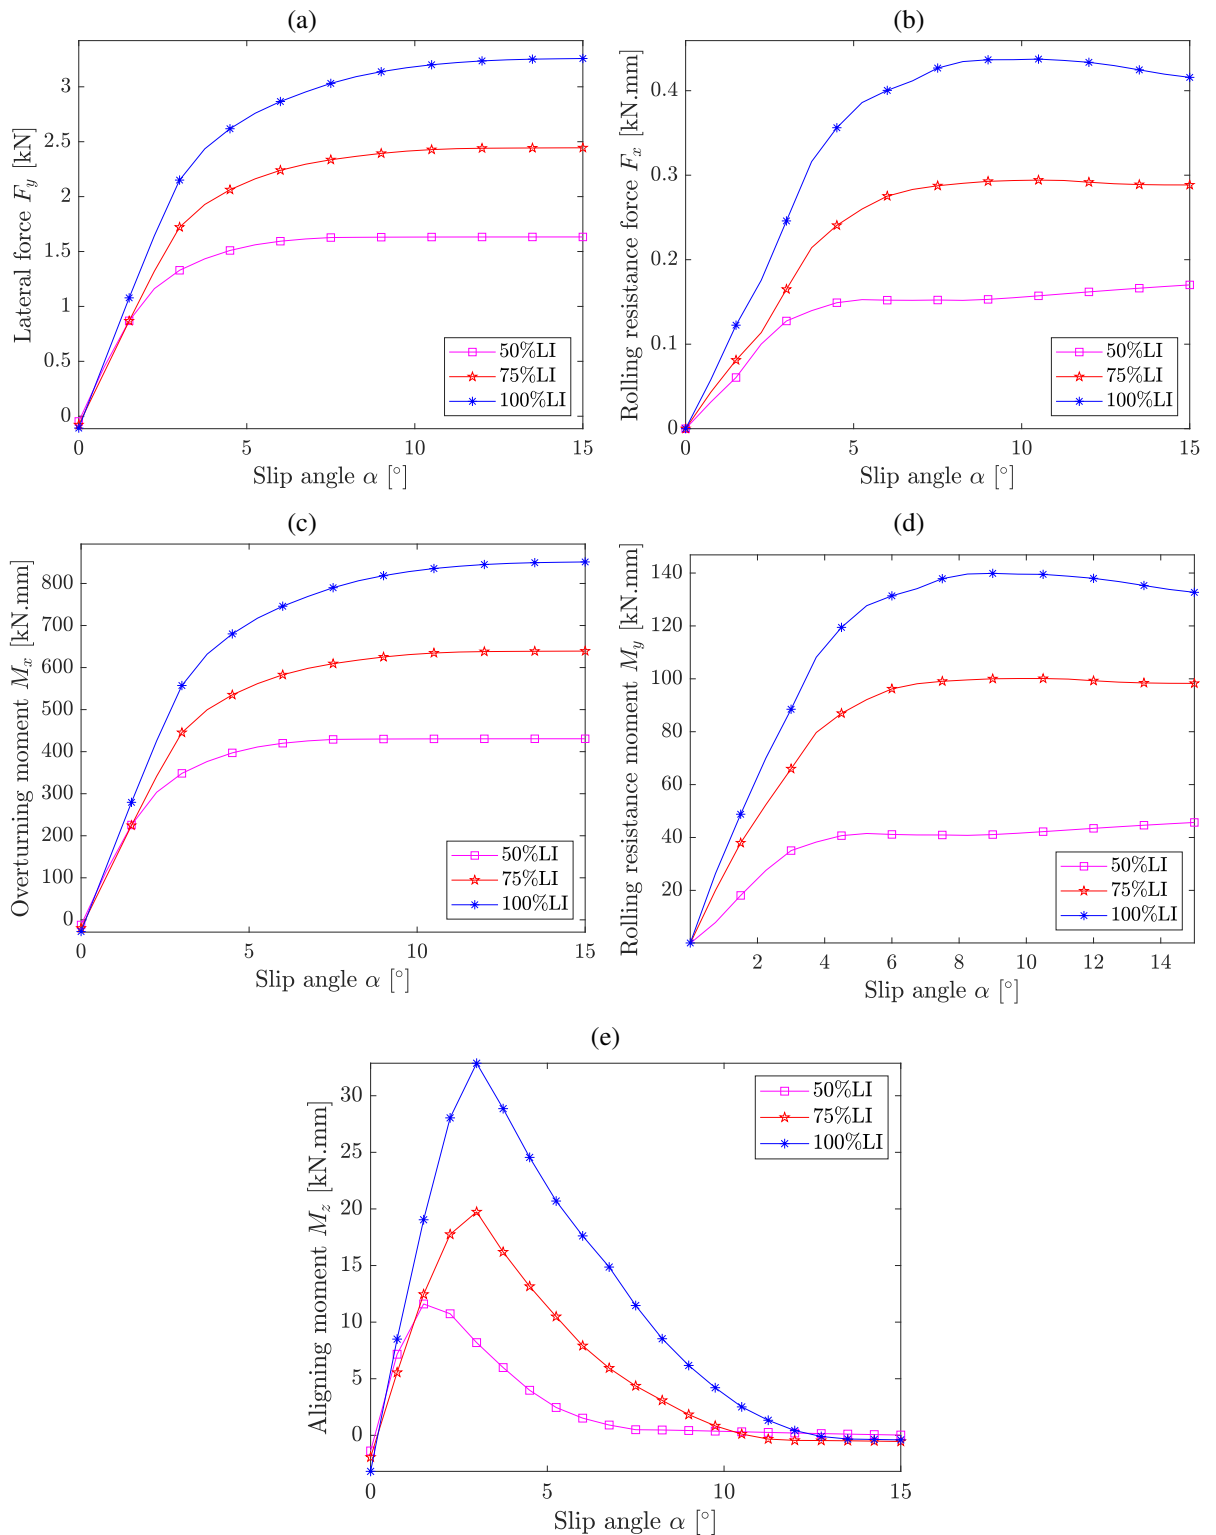 (a)
3
2.5
2
1.5
1
0.5
0
Lateral force F_y [kN]
50%LI
75%LI
100%LI
0 5 10 15
Slip angle α [°]
(b)
0.4
0.3
0.2
0.1
0
Rolling resistance force F_x [kN.mm]
50%LI
75%LI
100%LI
0 5 10 15
Slip angle α [°]
(c)
800
700
600
500
400
300
200
100
0
Overturning moment M_x [kN.mm]
50%LI
75%LI
100%LI
0 5 10 15
Slip angle α [°]
(d)
140
120
100
80
60
40
20
Rolling resistance moment M_y [kN.mm]
50%LI
75%LI
100%LI
2 4 6 8 10 12 14
Slip angle α [°]
(e)
30
25
20
15
10
5
0
Aligning moment M_z [kN.mm]
50%LI
75%LI
100%LI
0 5 10 15
Slip angle α [°]